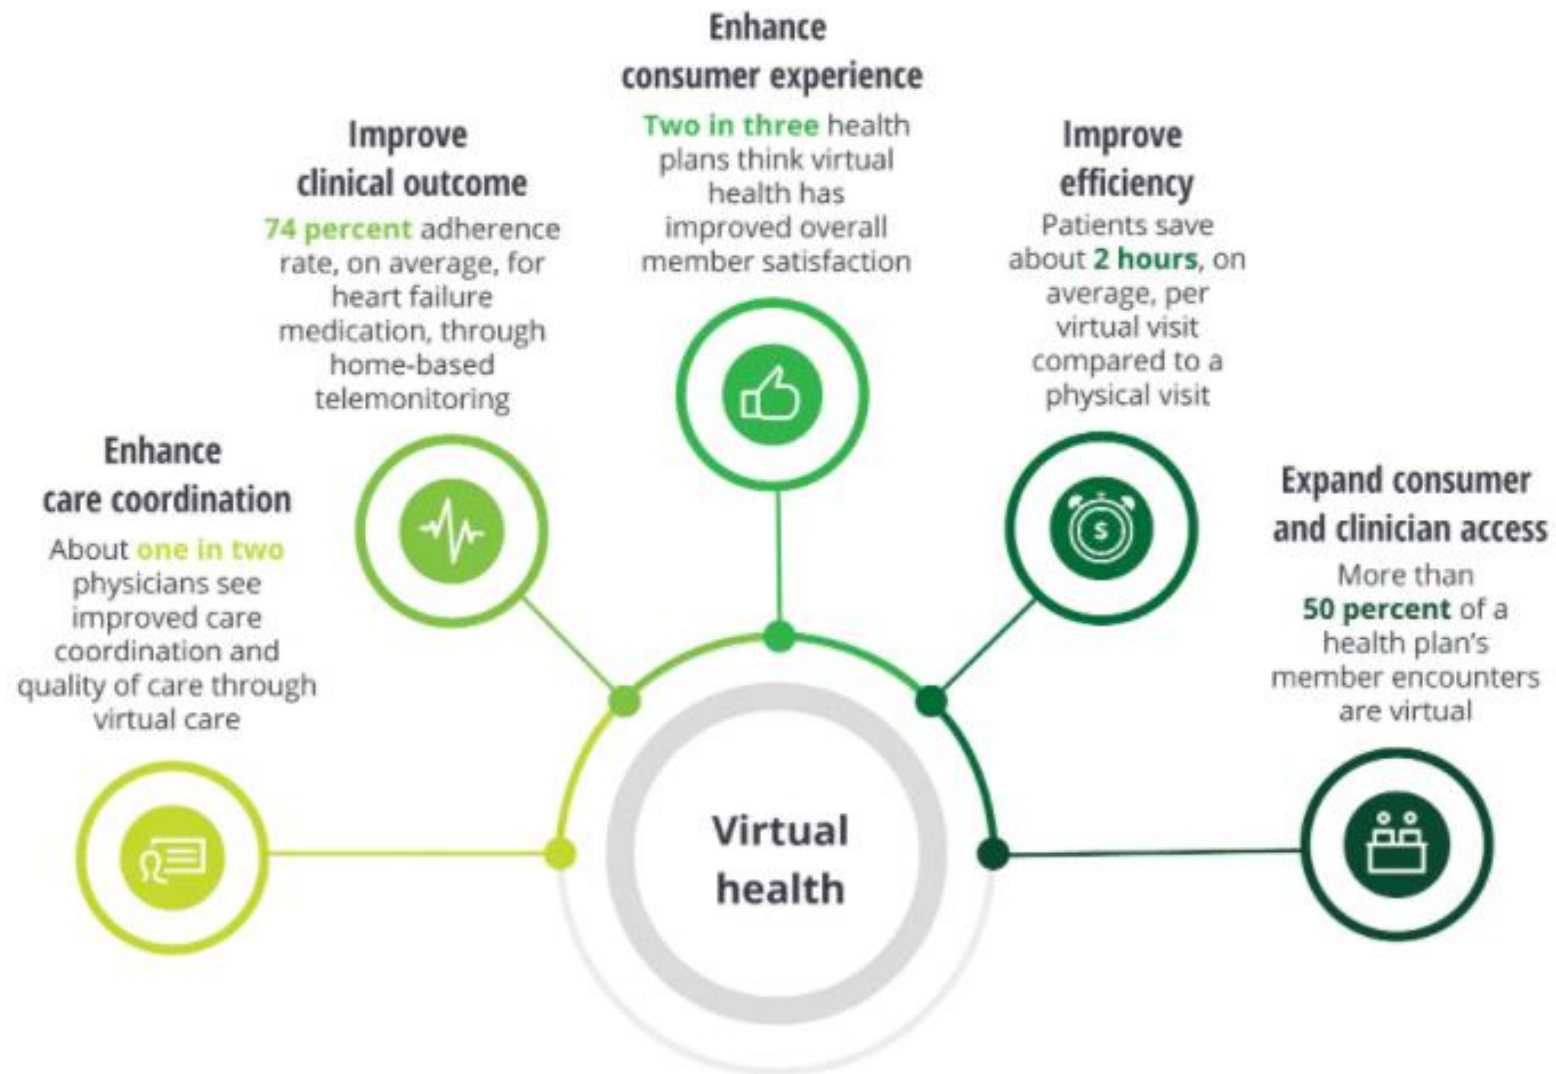 Enhance
consumer experience
Two in three health
plans think virtual
health has
improved overall
member satisfaction
Improve
clinical outcome
74 percent adherence
rate, on average, for
heart failure
medication, through
home-based
telemonitoring
Improve
efficiency
Patients save
about 2 hours, on
average, per
virtual visit
compared to a
physical visit
Enhance
care coordination
About one in two
physicians see
improved care
coordination and
quality of care through
virtual care
Expand consumer
and clinician access
More than
50 percent of a
health plan's
member encounters
are virtual
$
Virtual
health